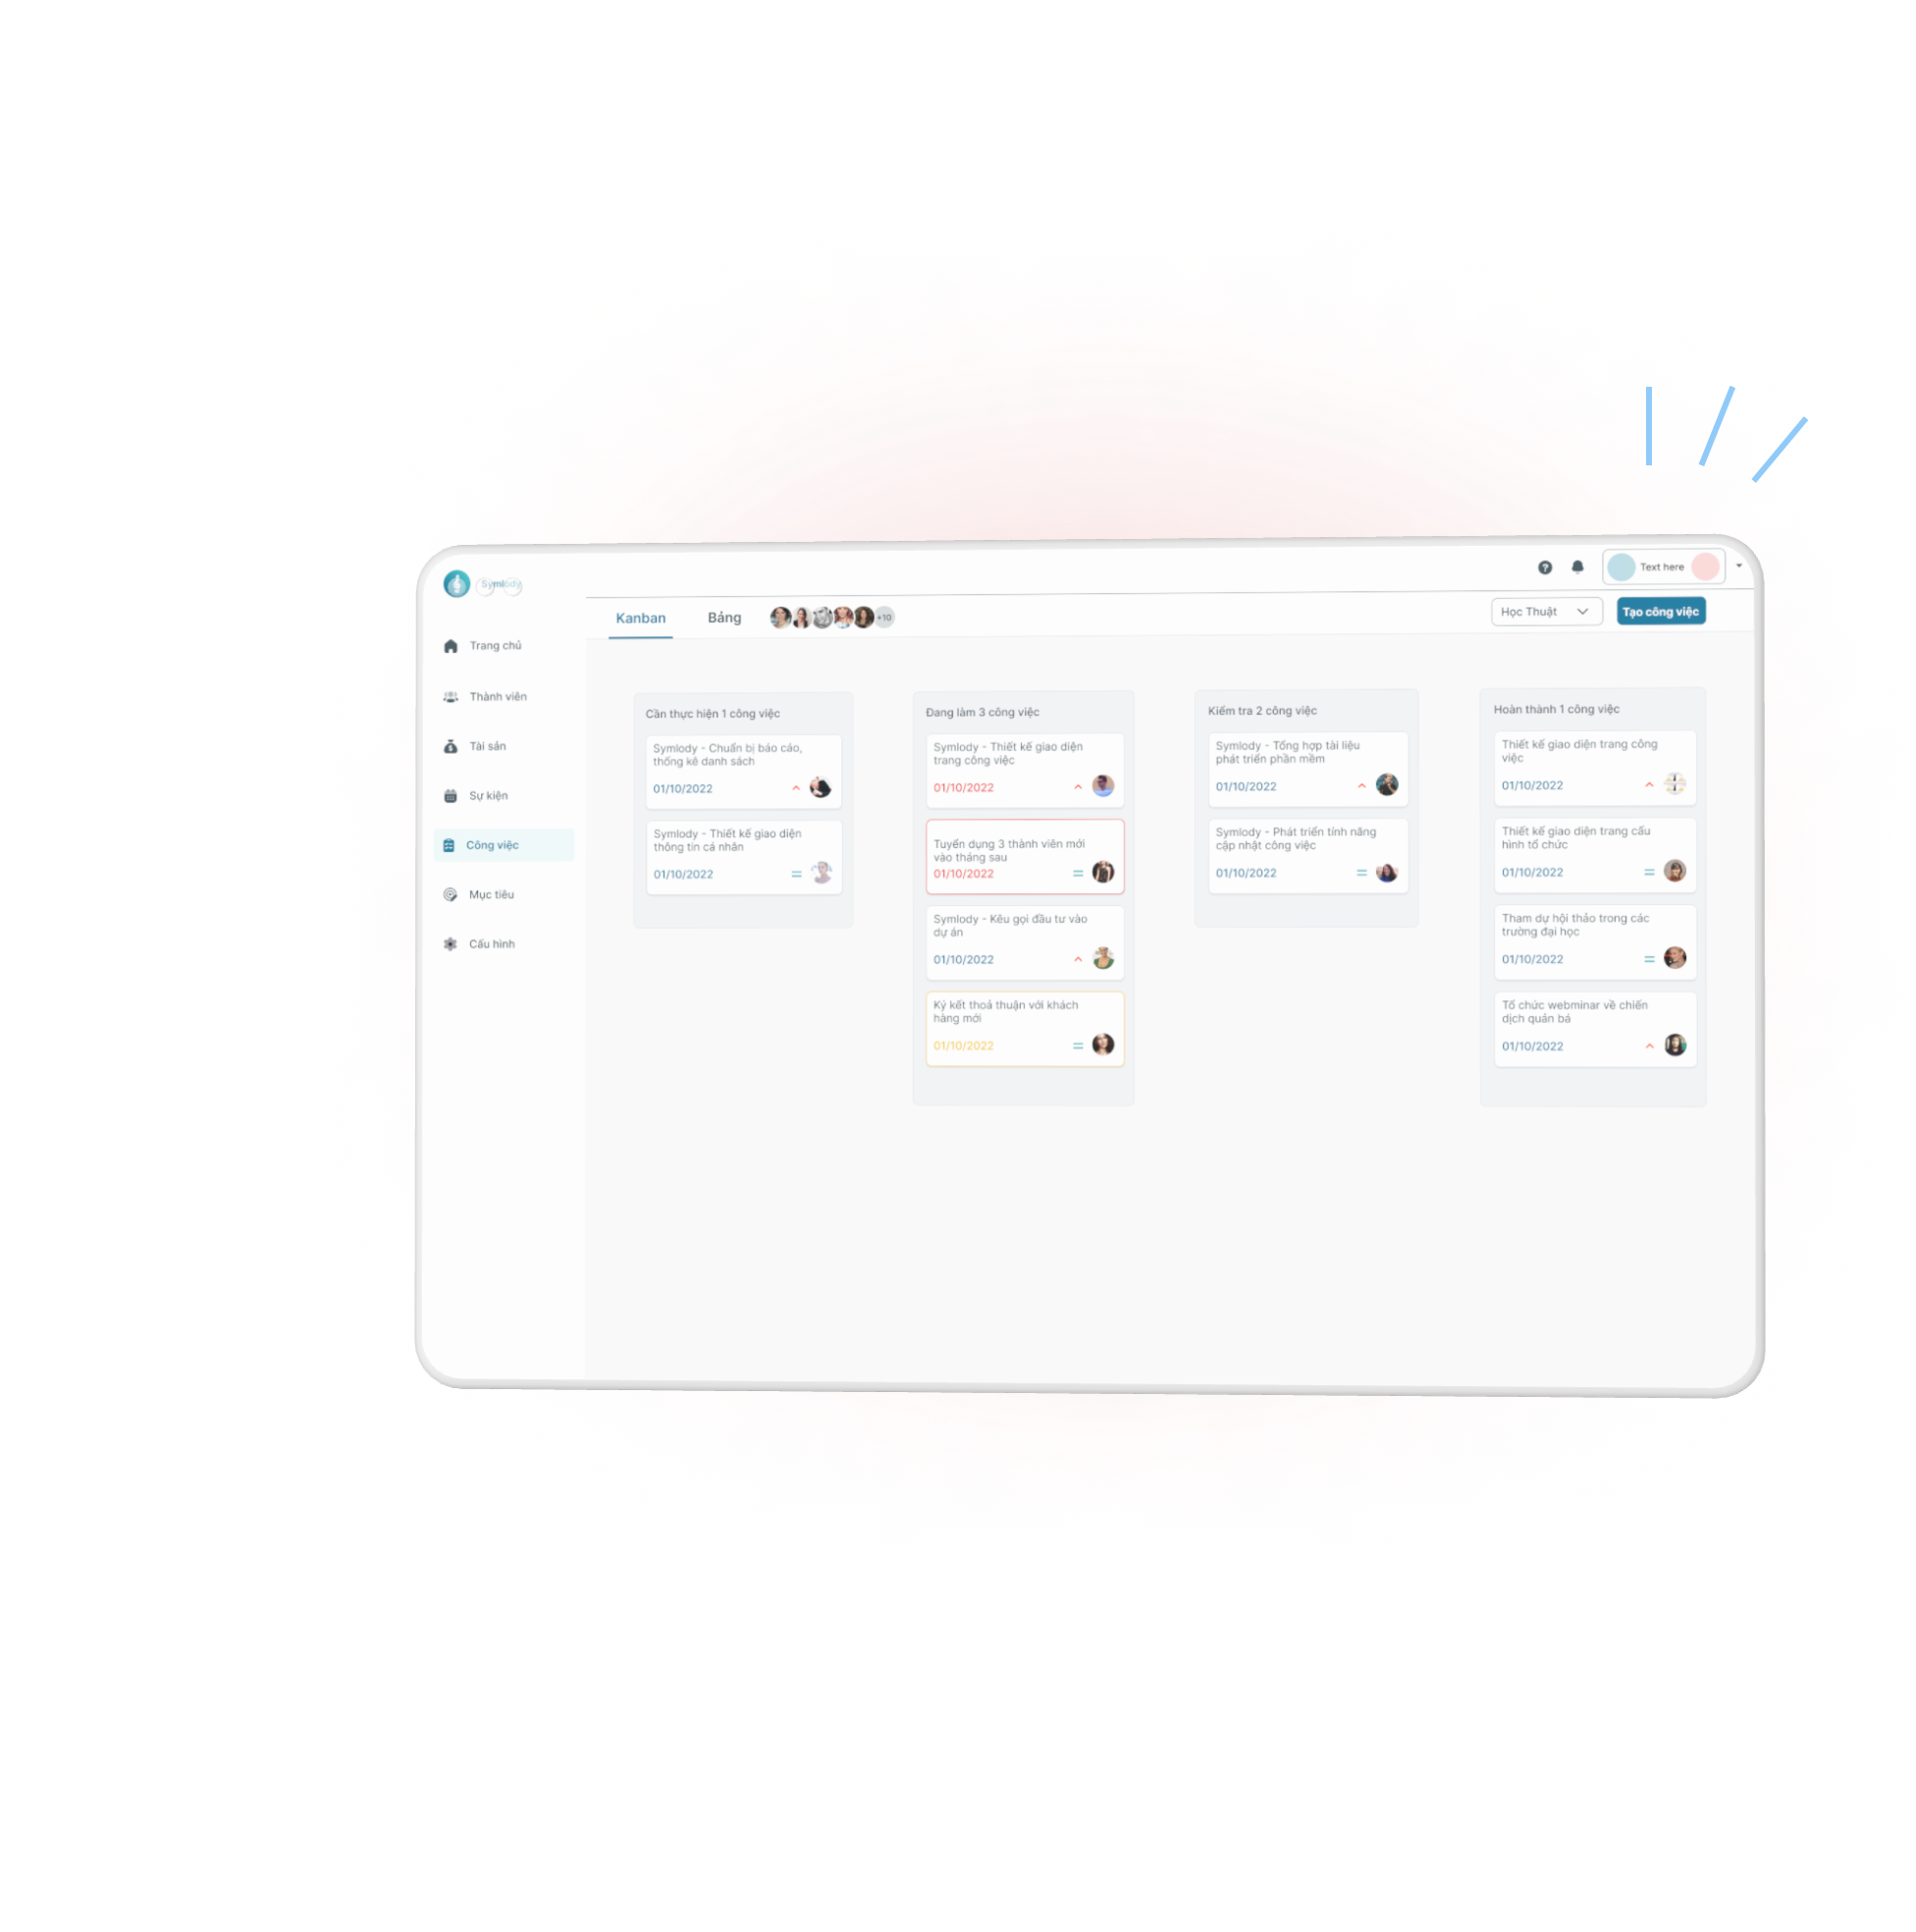 Symlody
Text here
Kanban
Bảng
+10
Học Thuật
Tạo công việc
Trang chủ
Thành viên
Tài sản
Sự kiện
Công việc
Mục tiêu
Cấu hình
Cần thực hiện 1 công việc
Symlody - Chuẩn bị báo cáo,
thống kê danh sách
01/10/2022
Symlody - Thiết kế giao diện
thông tin cá nhân
01/10/2022
Đang làm 3 công việc
Symlody - Thiết kế giao diện
trang công việc
01/10/2022
Tuyển dụng 3 thành viên mới
vào tháng sau
01/10/2022
Symlody - Kêu gọi đầu tư vào
dự án
01/10/2022
Ký kết thoả thuận với khách
hàng mới
01/10/2022
Kiểm tra 2 công việc
Symlody - Tổng hợp tài liệu
phát triển phần mềm
01/10/2022
Symlody - Phát triển tính năng
cập nhật công việc
01/10/2022
Hoàn thành 1 công việc
Thiết kế giao diện trang công
việc
01/10/2022
Thiết kế giao diện trang cấu
hình tổ chức
01/10/2022
Tham dự hội thảo trong các
trường đại học
01/10/2022
Tổ chức webminar về chiến
dịch quản bá
01/10/2022